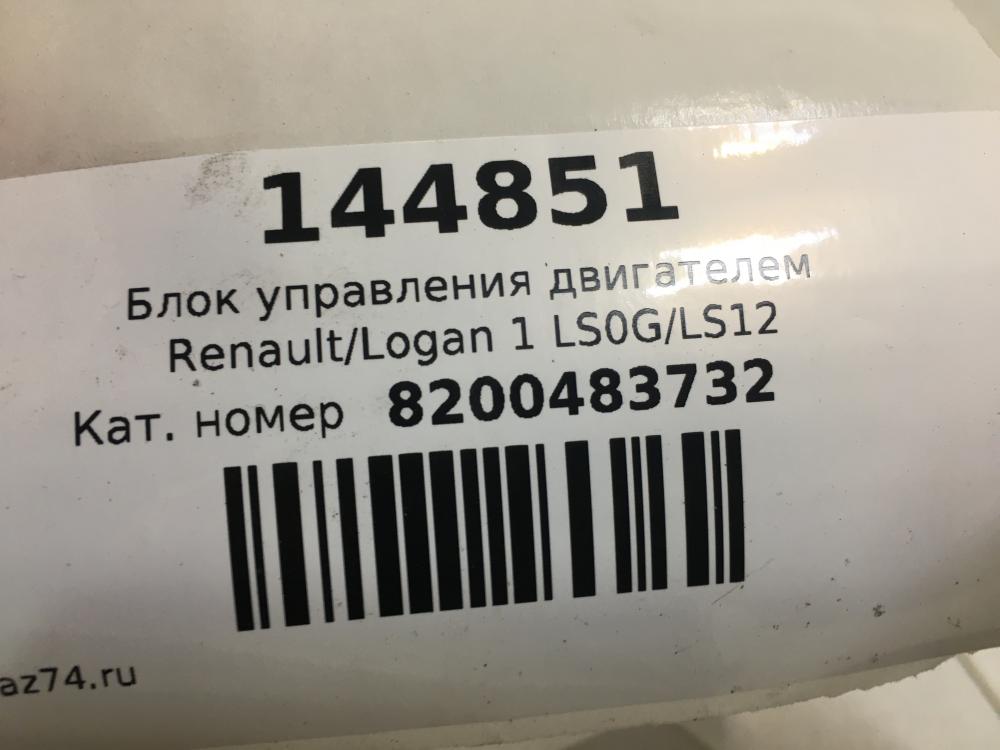 144851
Блок управления двигателем
Renault/Logan 1 LS0G/LS12
Кат. номер 8200483732
az74.ru